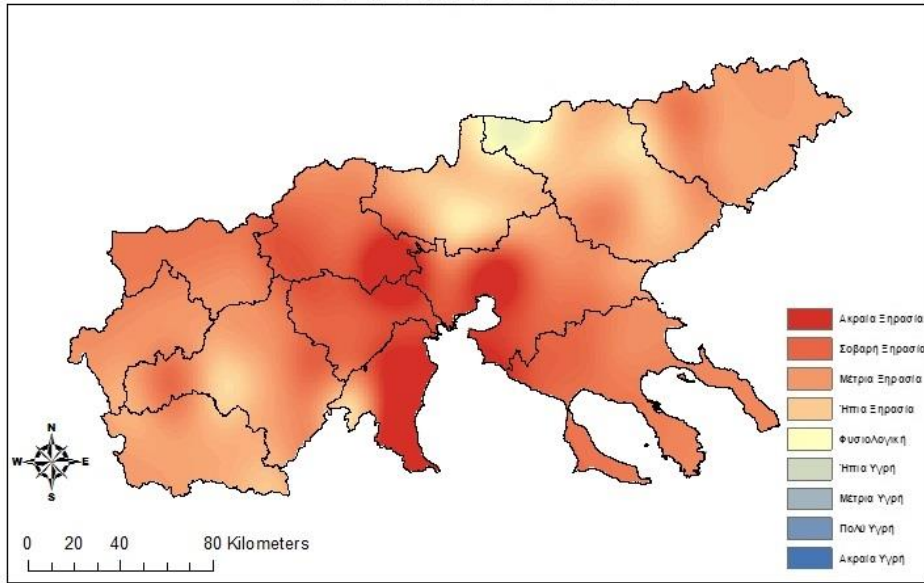 Ακραία Ξηρασία
Σοβαρή Ξηρασία
Μέτρια Ξηρασία
Ήπια Ξηρασία
Φυσιολογική
Ήπια Υγρή
Μέτρια Υγρή
Πολύ Υγρή
Ακραία Υγρή
N
W E
S
0 20 40 80 Kilometers